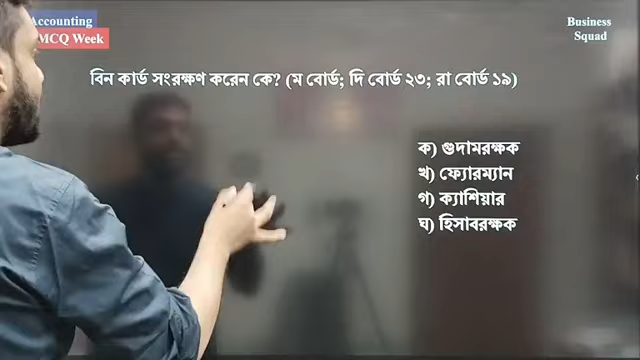 Accounting
MCQ Week
Business
Squad
বিন কার্ড সংরক্ষণ করেন কে? (ম বোর্ড; দি বোর্ড ২৩; রা বোর্ড ১৯)
ক) গুদামরক্ষক
খ) ফ্যোরম্যান
গ) ক্যাশিয়ার
ঘ) হিসাবরক্ষক